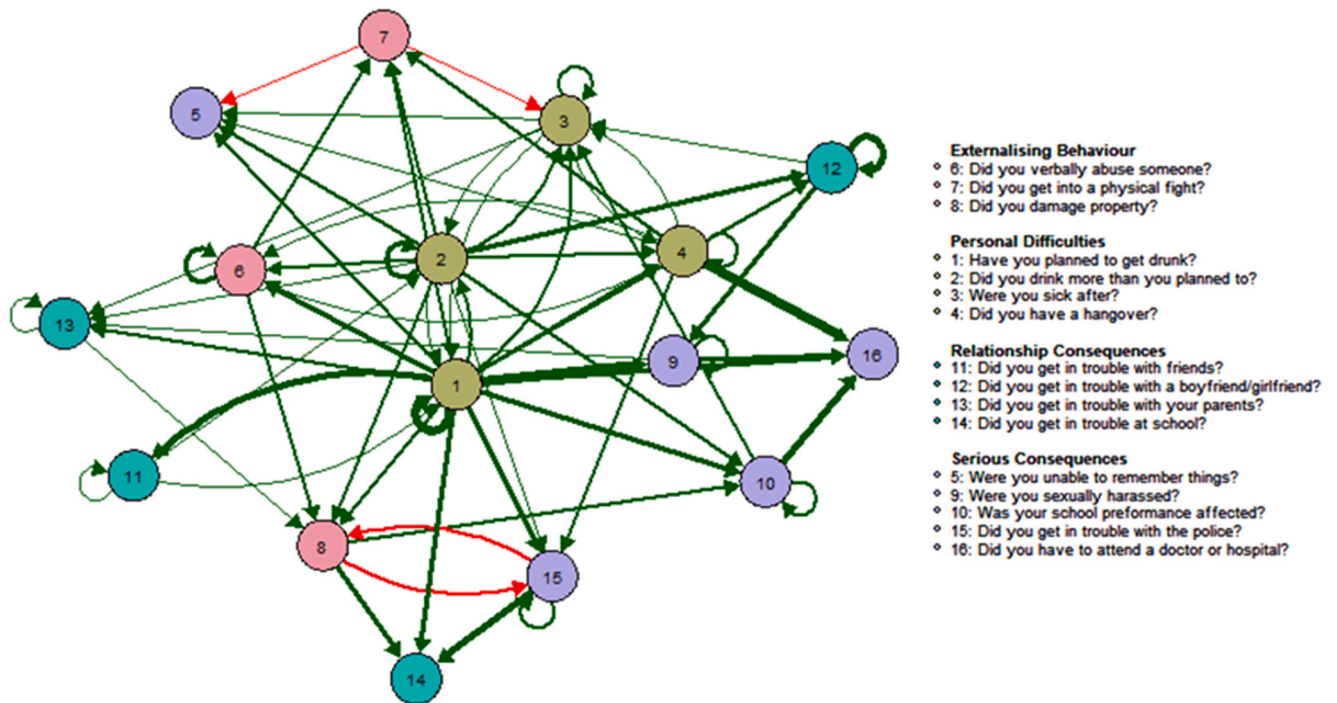 7
5
3
12
2
4
6
13
9
16
1
11
10
8
15
14
Externalising Behaviour
6: Did you verbally abuse someone?
7: Did you get into a physical fight?
8: Did you damage property?
Personal Difficulties
1: Have you planned to get drunk?
2: Did you drink more than you planned to?
3: Were you sick after?
4: Did you have a hangover?
Relationship Consequences
11: Did you get in trouble with friends?
12: Did you get in trouble with a boyfriend/girlfriend?
13: Did you get in trouble with your parents?
14: Did you get in trouble at school?
Serious Consequences
5: Were you unable to remember things?
9: Were you sexually harassed?
10: Was your school preformance affected?
15: Did you get in trouble with the police?
16: Did you have to attend a doctor or hospital?